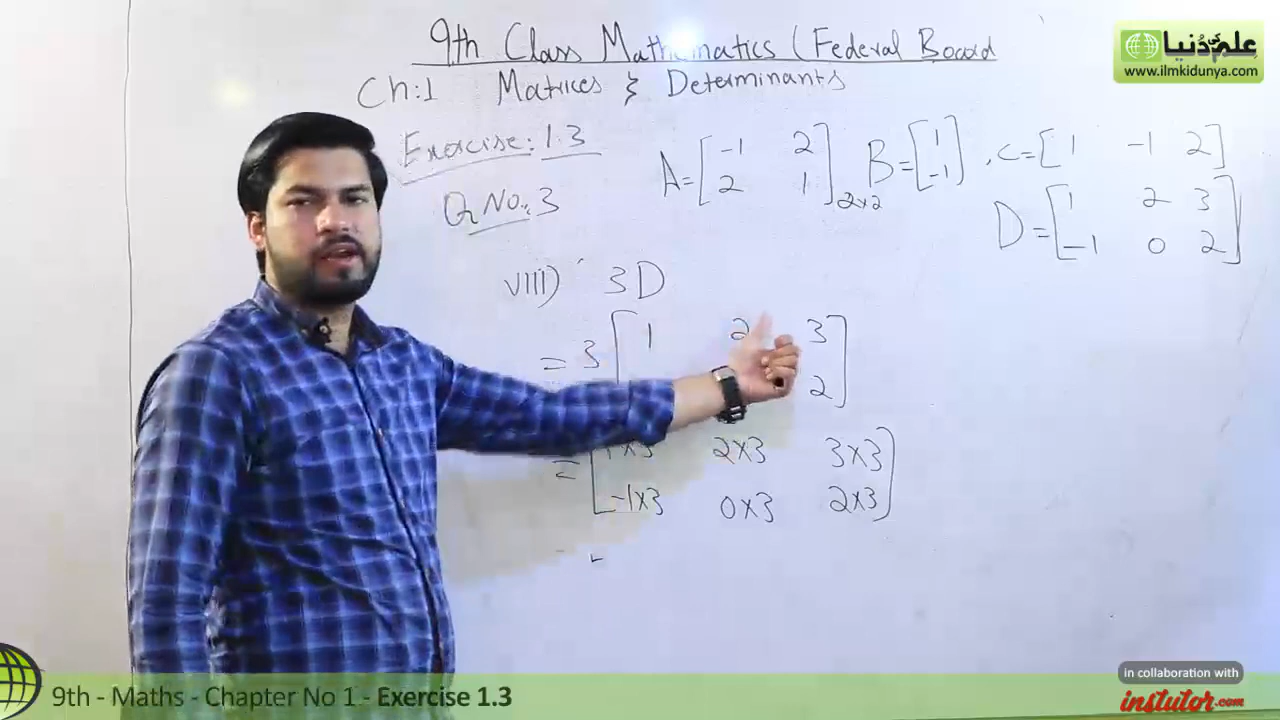 9th Class Mathematics (Federal Board
Ch:1 Matrices & Determinants
علم کی دنیا
www.ilmkidunya.com
Exercise: 1.3
Q No: 3
A = [ -1 2
2 1 ] 2x2
B = [ 1
-1 ]
, C = [ 1 -1 2 ]
D = [ 1 2 3
-1 0 2 ]
VIII) 3D
= 3 [ 1 2 3
2 ]
= [ 1x3 2x3 3x3
-1x3 0x3 2x3 ]
in collaboration with
instutor.com
9th - Maths - Chapter No 1 - Exercise 1.3